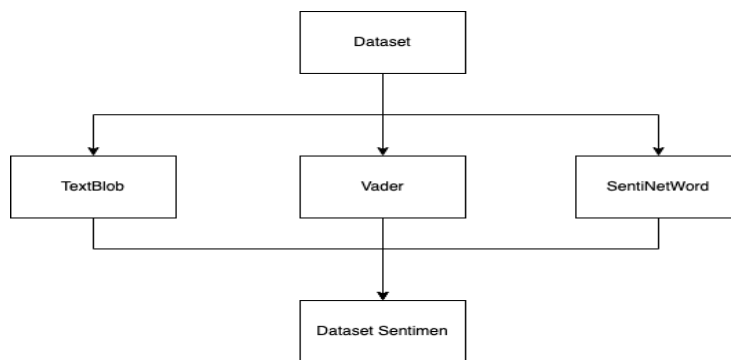 Dataset
TextBlob
Vader
SentiNetWord
Dataset Sentimen